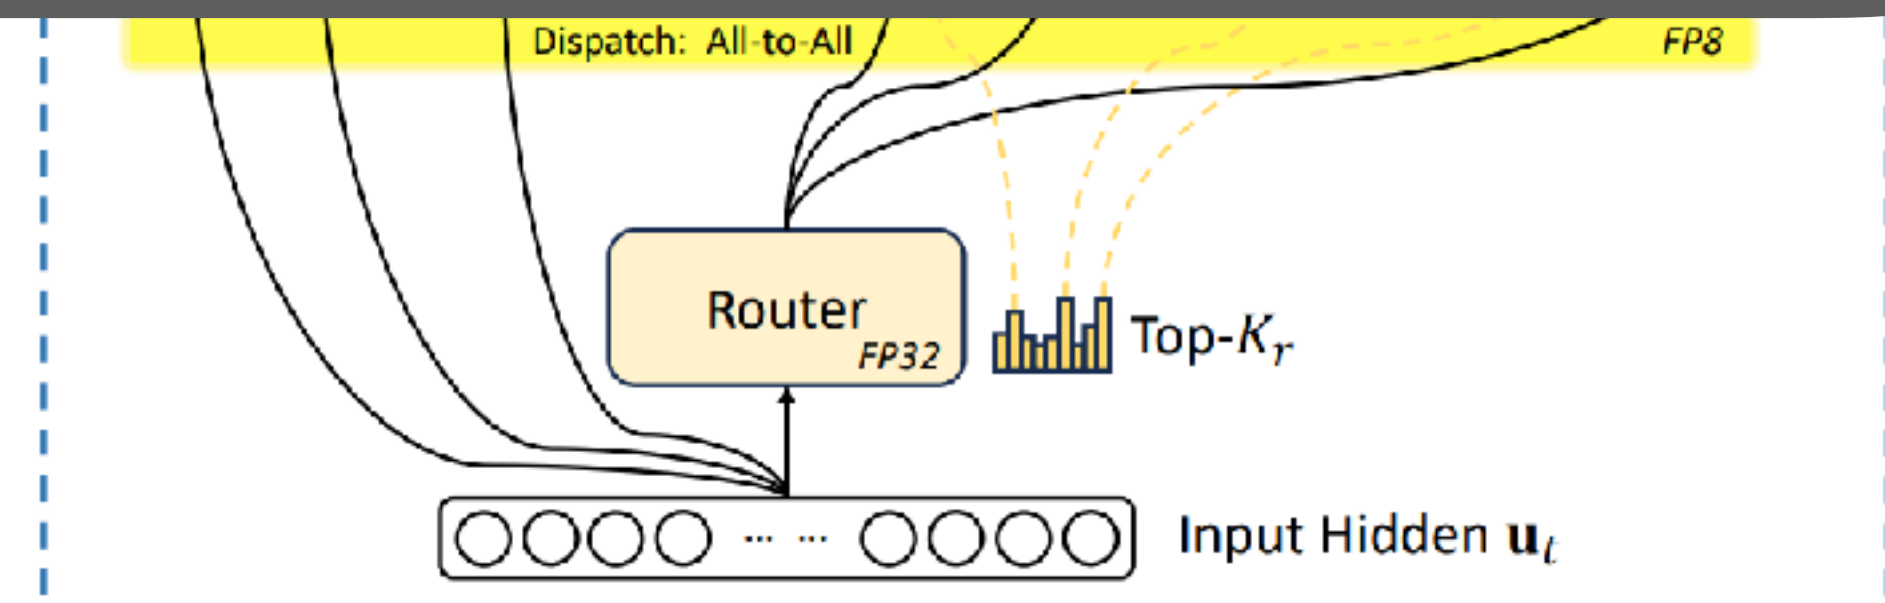 Dispatch: All-to-All
FP8
Router
FP32
Top-Kᵣ
··· ···
Input Hidden uₜ